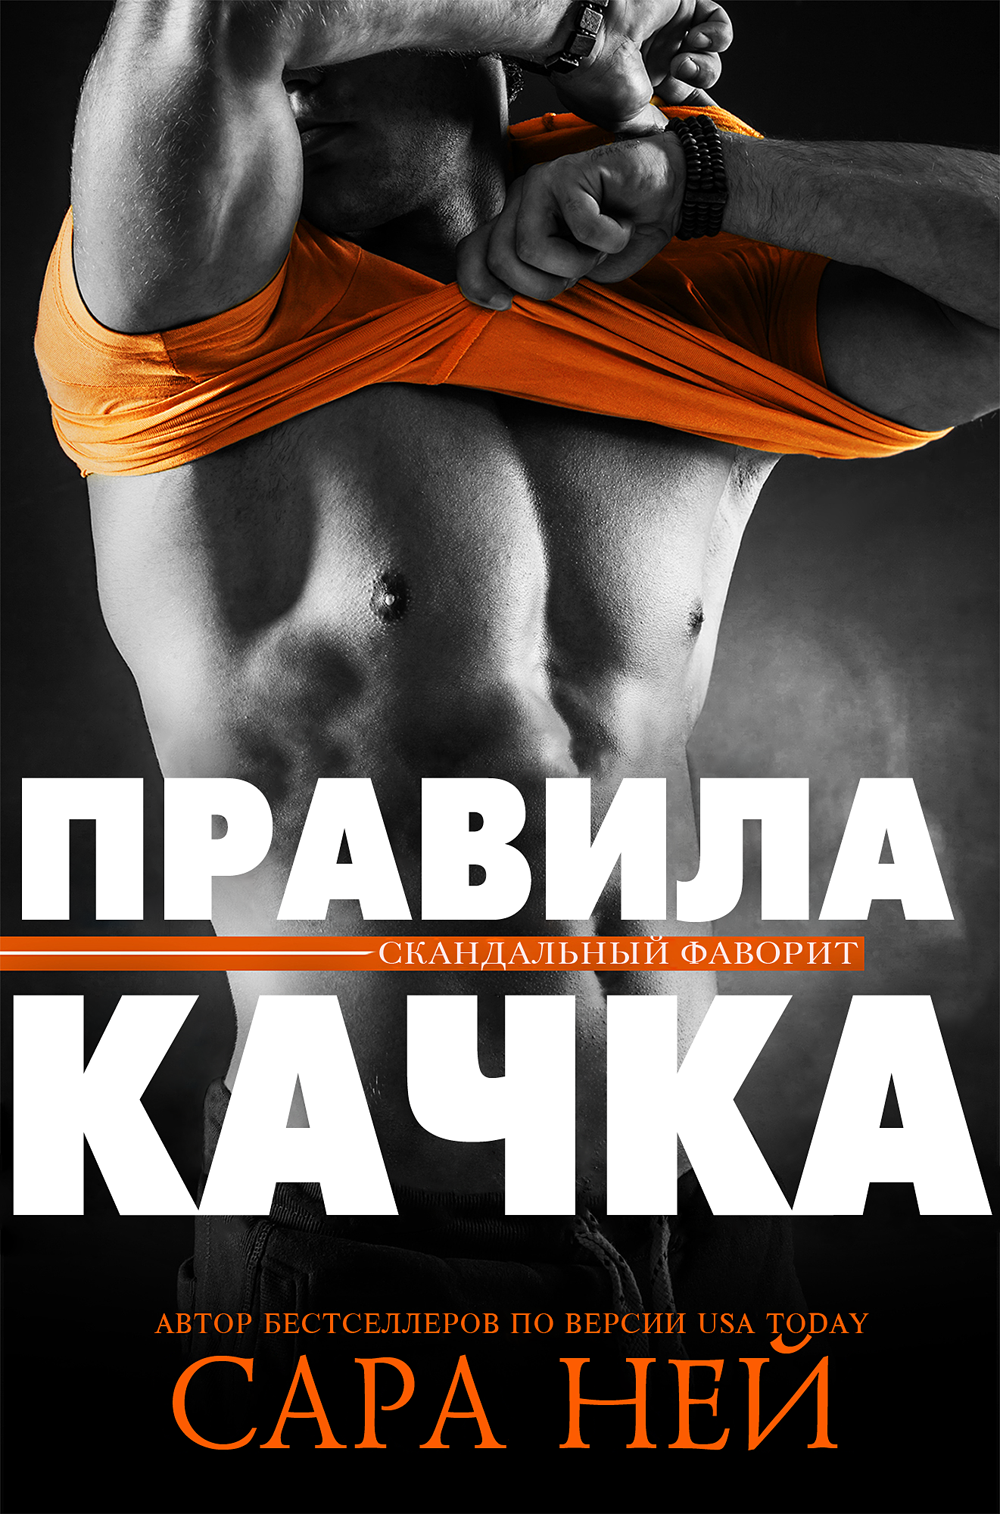 ПРАВИЛА
СКАНДАЛЬНЫЙ ФАВОРИТ
КАЧКА
АВТОР БЕСТСЕЛЛЕРОВ ПО ВЕРСИИ USA TODAY
САРА НЕЙ